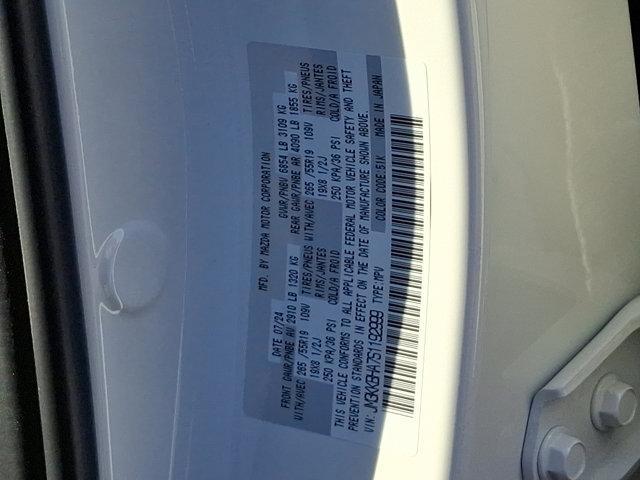 MFD. BY MAZDA MOTOR CORPORATION
DATE 07/24 GVWR/PNBV 6854 LB 3109 KG
FRONT GAWR/PNBE AV 2910 LB 1320 KG REAR GAWR/PNBE AR 4090 LB 1855 KG
WITH/AVEC 265 /55R19 109V TIRES/PNEUS WITH/AVEC 265 /55R19 109V TIRES/PNEUS
19X8 1/2J RIMS/JANTES 19X8 1/2J RIMS/JANTES
250 KPA/36 PSI COLD/A FROID 250 KPA/36 PSI COLD/A FROID
THIS VEHICLE CONFORMS TO ALL APPLICABLE FEDERAL MOTOR VEHICLE SAFETY AND THEFT
PREVENTION STANDARDS IN EFFECT ON THE DATE OF MANUFACTURE SHOWN ABOVE.
VIN: JM3KKBHA7S1192999 TYPE:MPV COLOR CODE:51K MADE IN JAPAN